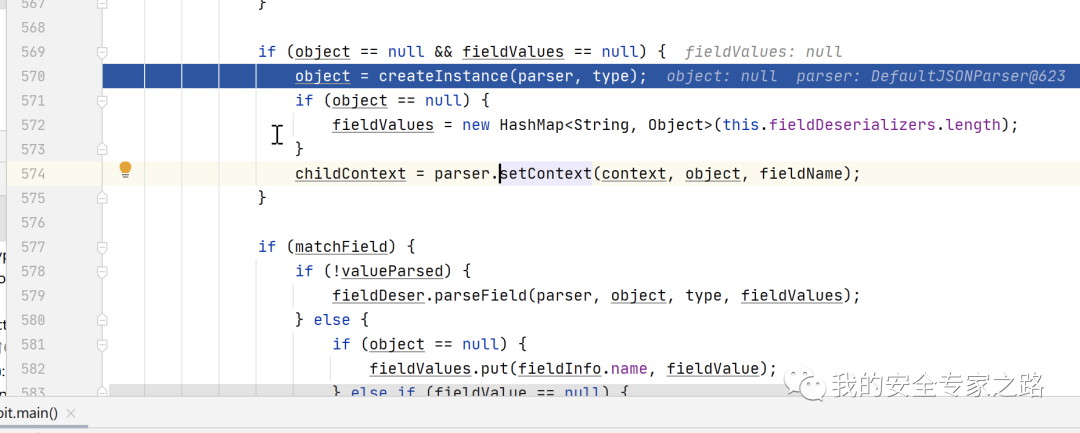 567 }
568
569 if (object == null && fieldValues == null) { fieldValues: null
570 object = createInstance(parser, type); object: null parser: DefaultJSONParser@623
571 if (object == null) {
572 fieldValues = new HashMap<String, Object>(this.fieldDeserializers.length);
573 }
574 childContext = parser.setContext(context, object, fieldName);
575 }
576
577 if (matchField) {
578 if (!valueParsed) {
579 fieldDeser.parseField(parser, object, type, fieldValues);
580 } else {
581 if (object == null) {
582 fieldValues.put(fieldInfo.name, fieldValue);
583 } else if (fieldValue == null) {
我的安全专家之路
oit.main() ×